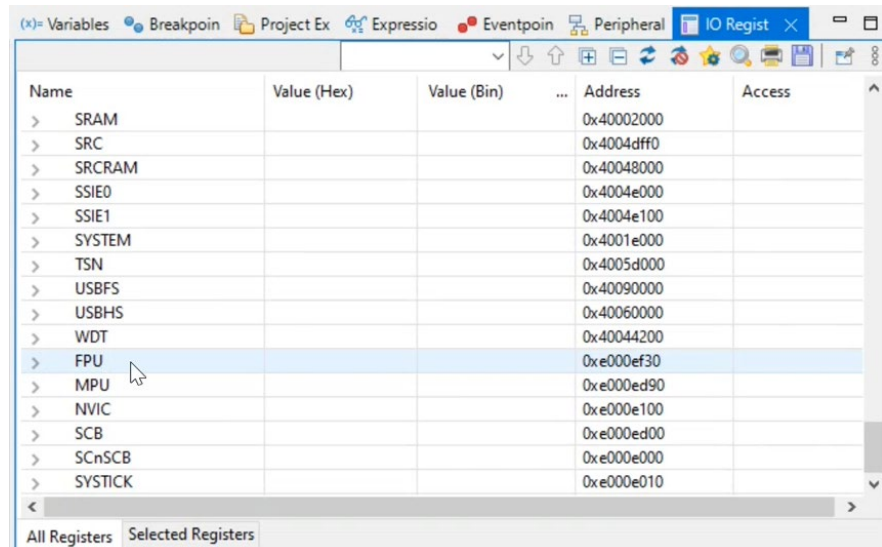 (x)= Variables Breakpoin Project Ex Expressio Eventpoin Peripheral IO Regist
Name Value (Hex) Value (Bin) ... Address Access
SRAM 0x40002000
SRC 0x4004dff0
SRCRAM 0x40048000
SSIE0 0x4004e000
SSIE1 0x4004e100
SYSTEM 0x4001e000
TSN 0x4005d000
USBFS 0x40090000
USBHS 0x40060000
WDT 0x40044200
FPU 0xe000ef30
MPU 0xe000ed90
NVIC 0xe000e100
SCB 0xe000ed00
SCnSCB 0xe000e000
SYSTICK 0xe000e010
All Registers Selected Registers